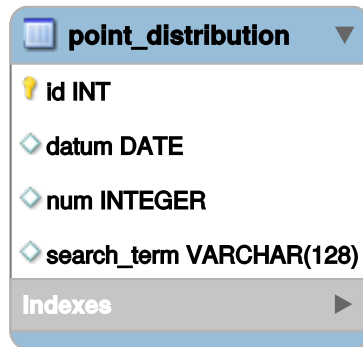 point_distribution
id INT
datum DATE
num INTEGER
search_term VARCHAR(128)
Indexes